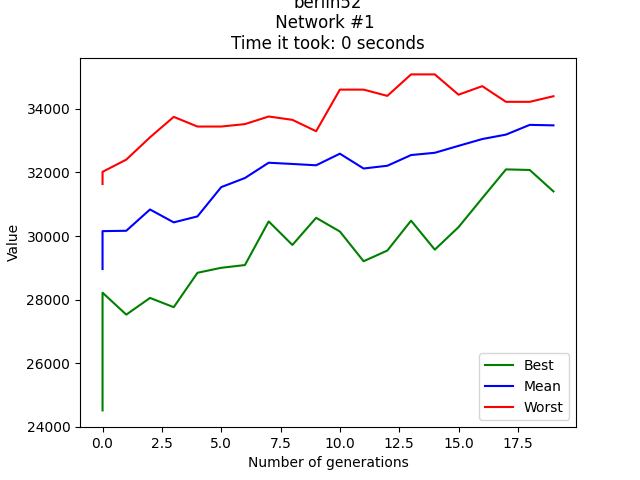 berlin52
Network #1
Time it took: 0 seconds
34000
32000
30000
28000
26000
24000
Value
0.0
2.5
5.0
7.5
10.0
12.5
15.0
17.5
Number of generations
Best
Mean
Worst